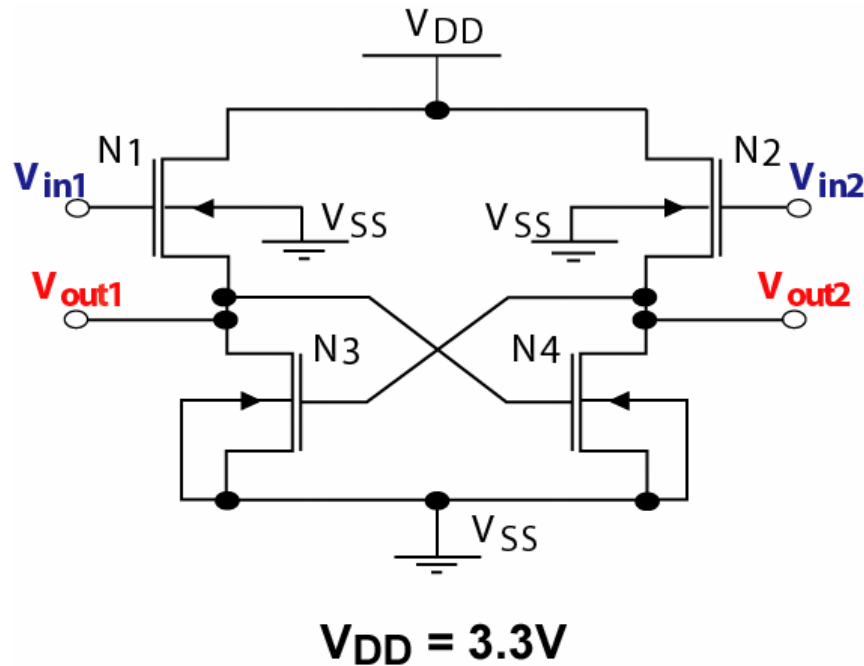 VDD
N1
N2
Vin1
Vin2
VSS
VSS
Vout1
Vout2
N3
N4
VSS
VDD = 3.3V